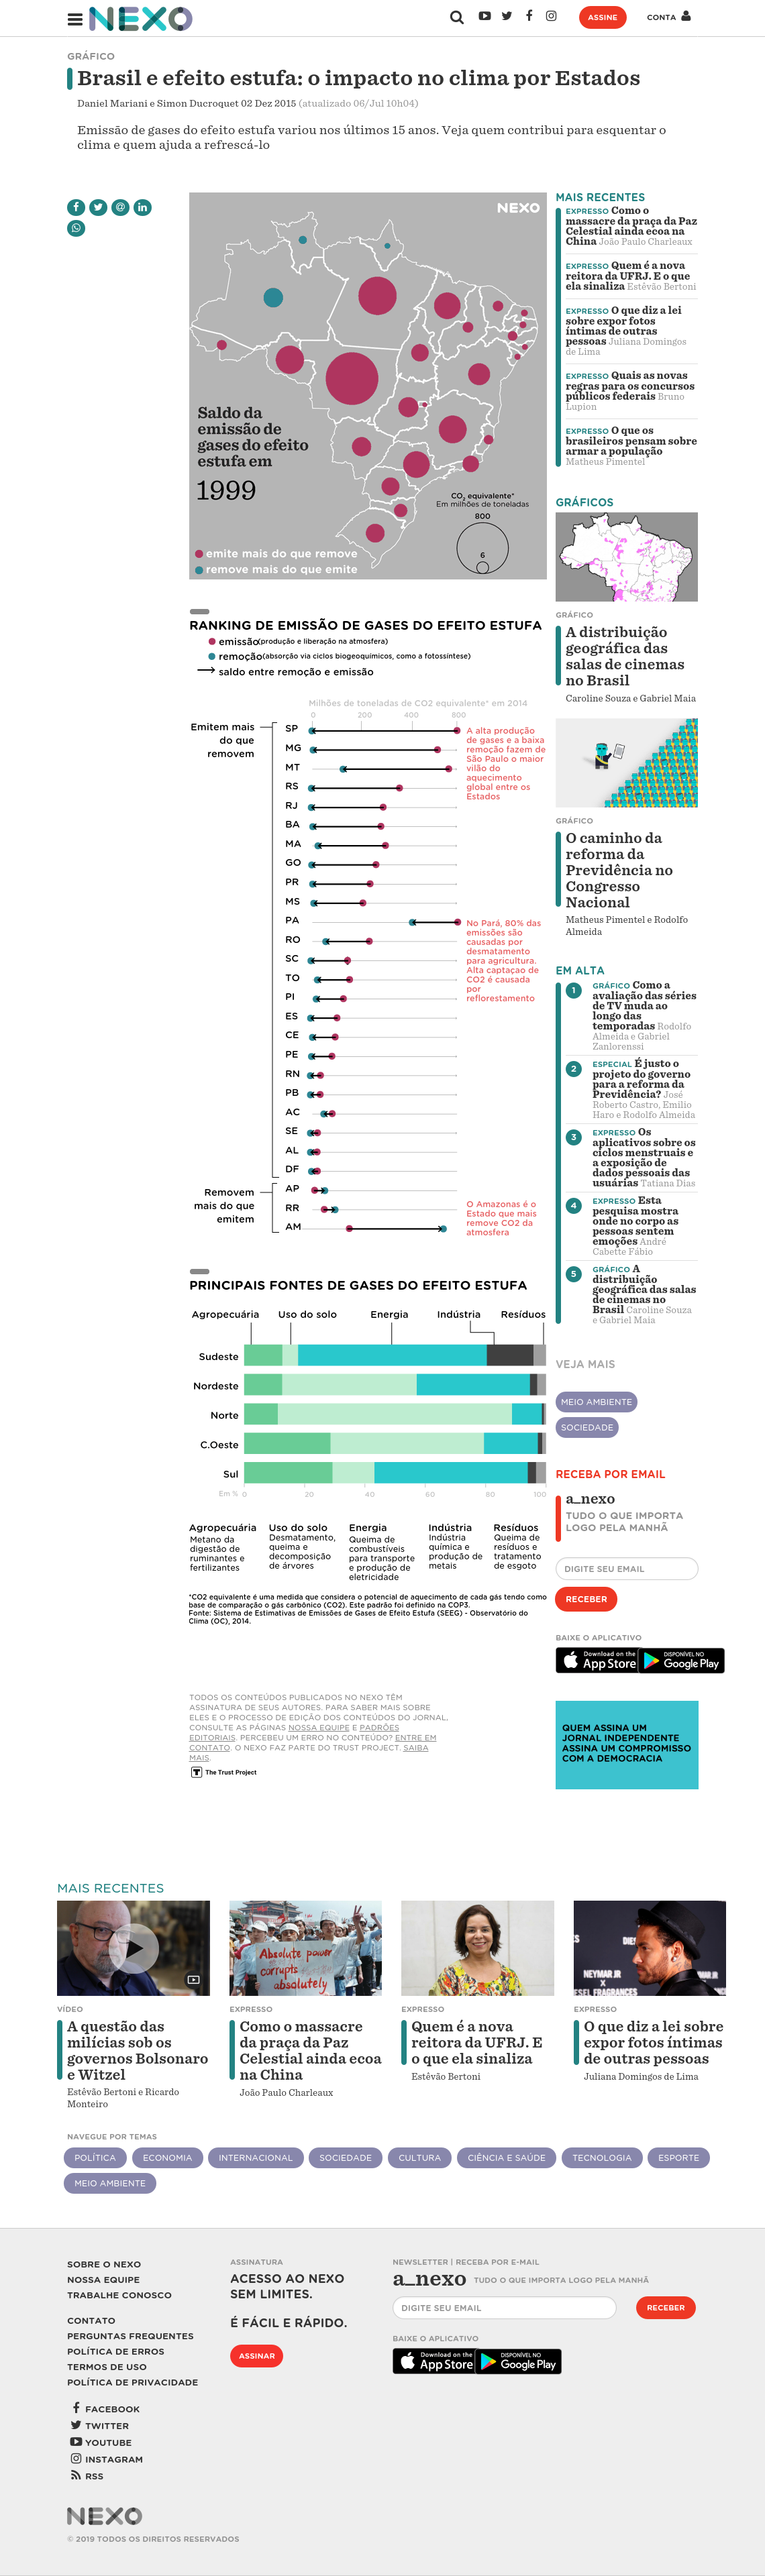 NEXO
ASSINE
CONTA
GRÁFICO
Brasil e efeito estufa: o impacto no clima por Estados
Daniel Mariani e Simon Ducroquet 02 Dez 2015 (atualizado 06/Jul 10h04)
Emissão de gases do efeito estufa variou nos últimos 15 anos. Veja quem contribui para esquentar o
clima e quem ajuda a refrescá-lo
NEXO
Saldo da
emissão de
gases do efeito
estufa em
1999
CO2 equivalente*
Em milhões de toneladas
800
6
emite mais do que remove
remove mais do que emite
RANKING DE EMISSÃO DE GASES DO EFEITO ESTUFA
emissão(produção e liberação na atmosfera)
remoção(absorção via ciclos biogeoquimicos, como a fotossíntese)
saldo entre remoção e emissão
Milhões de toneladas de CO2 equivalente* em 2014
0 200 400 800
Emitem mais
do que
removem
SP
MG
MT
RS
RJ
BA
MA
GO
PR
MS
PA
RO
SC
TO
PI
ES
CE
PE
RN
PB
AC
SE
AL
DF
Removem
mais do que
emitem
AP
RR
AM
A alta produção
de gases e a baixa
remoção fazem de
São Paulo o maior
vilão do
aquecimento
global entre os
Estados
No Pará, 80% das
emissões são
causadas por
desmatamento
para agricultura.
Alta captaçao de
CO2 é causada
por
reflorestamento
O Amazonas é o
Estado que mais
remove CO2 da
atmosfera
PRINCIPAIS FONTES DE GASES DO EFEITO ESTUFA
Agropecuária Uso do solo Energia Indústria Resíduos
Sudeste
Nordeste
Norte
C.Oeste
Sul
Em % 0 20 40 60 80 100
Agropecuária
Metano da
digestão de
ruminantes e
fertilizantes
Uso do solo
Desmatamento,
queima e
decomposição
de árvores
Energia
Queima de
combustíveis
para transporte
e produção de
eletricidade
Indústria
Indústria
química e
produção de
metais
Resíduos
Queima de
resíduos e
tratamento
de esgoto
*CO2 equivalente é uma medida que considera o potencial de aquecimento de cada gás tendo como
base de comparação o gás carbônico (CO2). Este padrão foi definido na COP3.
Fonte: Sistema de Estimativas de Emissões de Gases de Efeito Estufa (SEEG) - Observatório do
Clima (OC), 2014.
TODOS OS CONTEÚDOS PUBLICADOS NO NEXO TÊM
ASSINATURA DE SEUS AUTORES. PARA SABER MAIS SOBRE
ELES E O PROCESSO DE EDIÇÃO DOS CONTEÚDOS DO JORNAL,
CONSULTE AS PÁGINAS NOSSA EQUIPE E PADRÕES
EDITORIAIS. PERCEBEU UM ERRO NO CONTEÚDO? ENTRE EM
CONTATO. O NEXO FAZ PARTE DO TRUST PROJECT. SAIBA
MAIS.
The Trust Project
MAIS RECENTES
EXPRESSO Como o
massacre da praça da Paz
Celestial ainda ecoa na
China João Paulo Charleaux
EXPRESSO Quem é a nova
reitora da UFRJ. E o que
ela sinaliza Estêvão Bertoni
EXPRESSO O que diz a lei
sobre expor fotos
íntimas de outras
pessoas Juliana Domingos
de Lima
EXPRESSO Quais as novas
regras para os concursos
públicos federais Bruno
Lupion
EXPRESSO O que os
brasileiros pensam sobre
armar a população
Matheus Pimentel
GRÁFICOS
GRÁFICO
A distribuição
geográfica das
salas de cinemas
no Brasil
Caroline Souza e Gabriel Maia
GRÁFICO
O caminho da
reforma da
Previdência no
Congresso
Nacional
Matheus Pimentel e Rodolfo
Almeida
EM ALTA
1
GRÁFICO Como a
avaliação das séries
de TV muda ao
longo das
temporadas Rodolfo
Almeida e Gabriel
Zanlorenssi
2
ESPECIAL É justo o
projeto do governo
para a reforma da
Previdência? José
Roberto Castro, Emilio
Haro e Rodolfo Almeida
3
EXPRESSO Os
aplicativos sobre os
ciclos menstruais e
a exposição de
dados pessoais das
usuárias Tatiana Dias
4
EXPRESSO Esta
pesquisa mostra
onde no corpo as
pessoas sentem
emoções André
Cabette Fábio
5
GRÁFICO A
distribuição
geográfica das salas
de cinemas no
Brasil Caroline Souza
e Gabriel Maia
VEJA MAIS
MEIO AMBIENTE
SOCIEDADE
RECEBA POR EMAIL
a_nexo
TUDO O QUE IMPORTA
LOGO PELA MANHÃ
DIGITE SEU EMAIL
RECEBER
BAIXE O APLICATIVO
Download on the
App Store
DISPONÍVEL NO
Google Play
QUEM ASSINA UM
JORNAL INDEPENDENTE
ASSINA UM COMPROMISSO
COM A DEMOCRACIA
MAIS RECENTES
Absolute power
corrupts
absolutely
NEYMAR JR
X
DIESEL FRAGRANCES
VÍDEO
A questão das
milícias sob os
governos Bolsonaro
e Witzel
Estêvão Bertoni e Ricardo
Monteiro
EXPRESSO
Como o massacre
da praça da Paz
Celestial ainda ecoa
na China
João Paulo Charleaux
EXPRESSO
Quem é a nova
reitora da UFRJ. E
o que ela sinaliza
Estêvão Bertoni
EXPRESSO
O que diz a lei sobre
expor fotos íntimas
de outras pessoas
Juliana Domingos de Lima
NAVEGUE POR TEMAS
POLÍTICA ECONOMIA INTERNACIONAL SOCIEDADE CULTURA CIÊNCIA E SAÚDE TECNOLOGIA ESPORTE
MEIO AMBIENTE
SOBRE O NEXO
NOSSA EQUIPE
TRABALHE CONOSCO
CONTATO
PERGUNTAS FREQUENTES
POLÍTICA DE ERROS
TERMOS DE USO
POLÍTICA DE PRIVACIDADE
FACEBOOK
TWITTER
YOUTUBE
INSTAGRAM
RSS
ASSINATURA
ACESSO AO NEXO
SEM LIMITES.
É FÁCIL E RÁPIDO.
ASSINAR
NEWSLETTER | RECEBA POR E-MAIL
a_nexo TUDO O QUE IMPORTA LOGO PELA MANHÃ
DIGITE SEU EMAIL
RECEBER
BAIXE O APLICATIVO
Download on the
App Store
DISPONÍVEL NO
Google Play
NEXO
© 2019 TODOS OS DIREITOS RESERVADOS